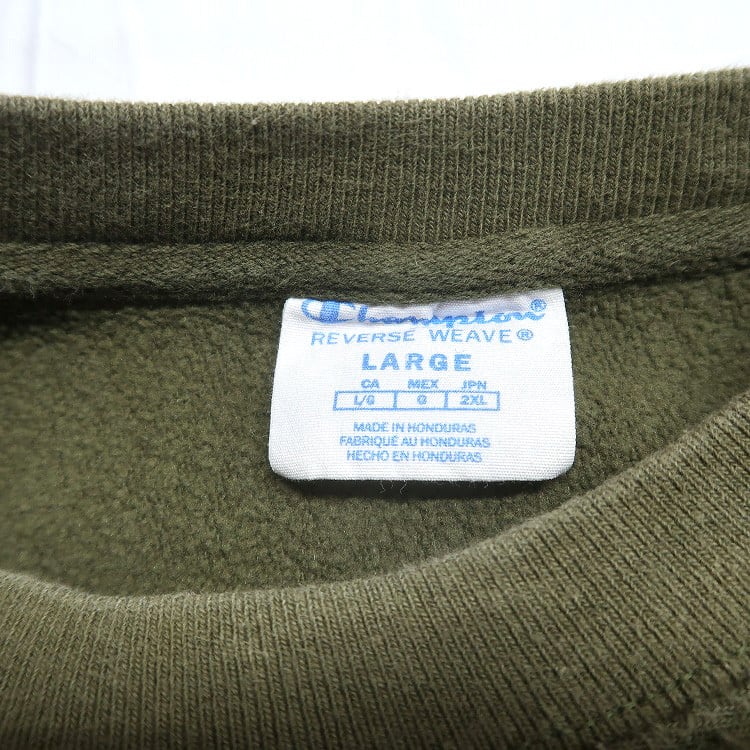 Champion®
REVERSE WEAVE®
LARGE
CA MEX JPN
L/G G 2XL
MADE IN HONDURAS
FABRIQUÉ AU HONDURAS
HECHO EN HONDURAS